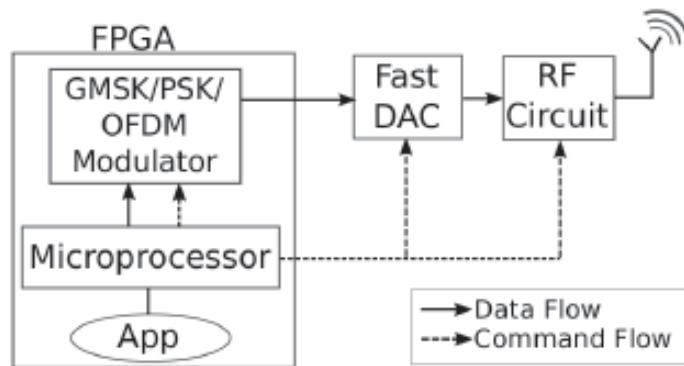 FPGA
GMSK/PSK/
OFDM
Modulator
Fast
DAC
RF
Circuit
Microprocessor
App
Data Flow
Command Flow